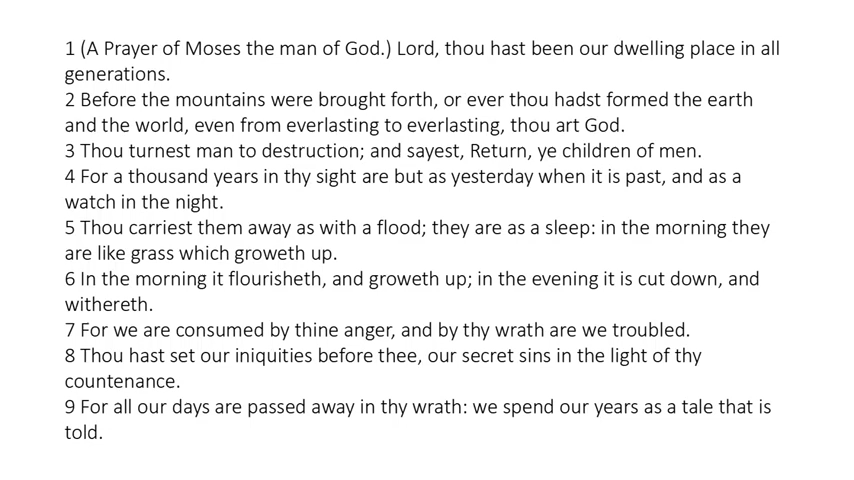 1 (A Prayer of Moses the man of God.) Lord, thou hast been our dwelling place in all
generations.
2 Before the mountains were brought forth, or ever thou hadst formed the earth
and the world, even from everlasting to everlasting, thou art God.
3 Thou turnest man to destruction; and sayest, Return, ye children of men.
4 For a thousand years in thy sight are but as yesterday when it is past, and as a
watch in the night.
5 Thou carriest them away as with a flood; they are as a sleep: in the morning they
are like grass which groweth up.
6 In the morning it flourisheth, and groweth up; in the evening it is cut down, and
withereth.
7 For we are consumed by thine anger, and by thy wrath are we troubled.
8 Thou hast set our iniquities before thee, our secret sins in the light of thy
countenance.
9 For all our days are passed away in thy wrath: we spend our years as a tale that is
told.